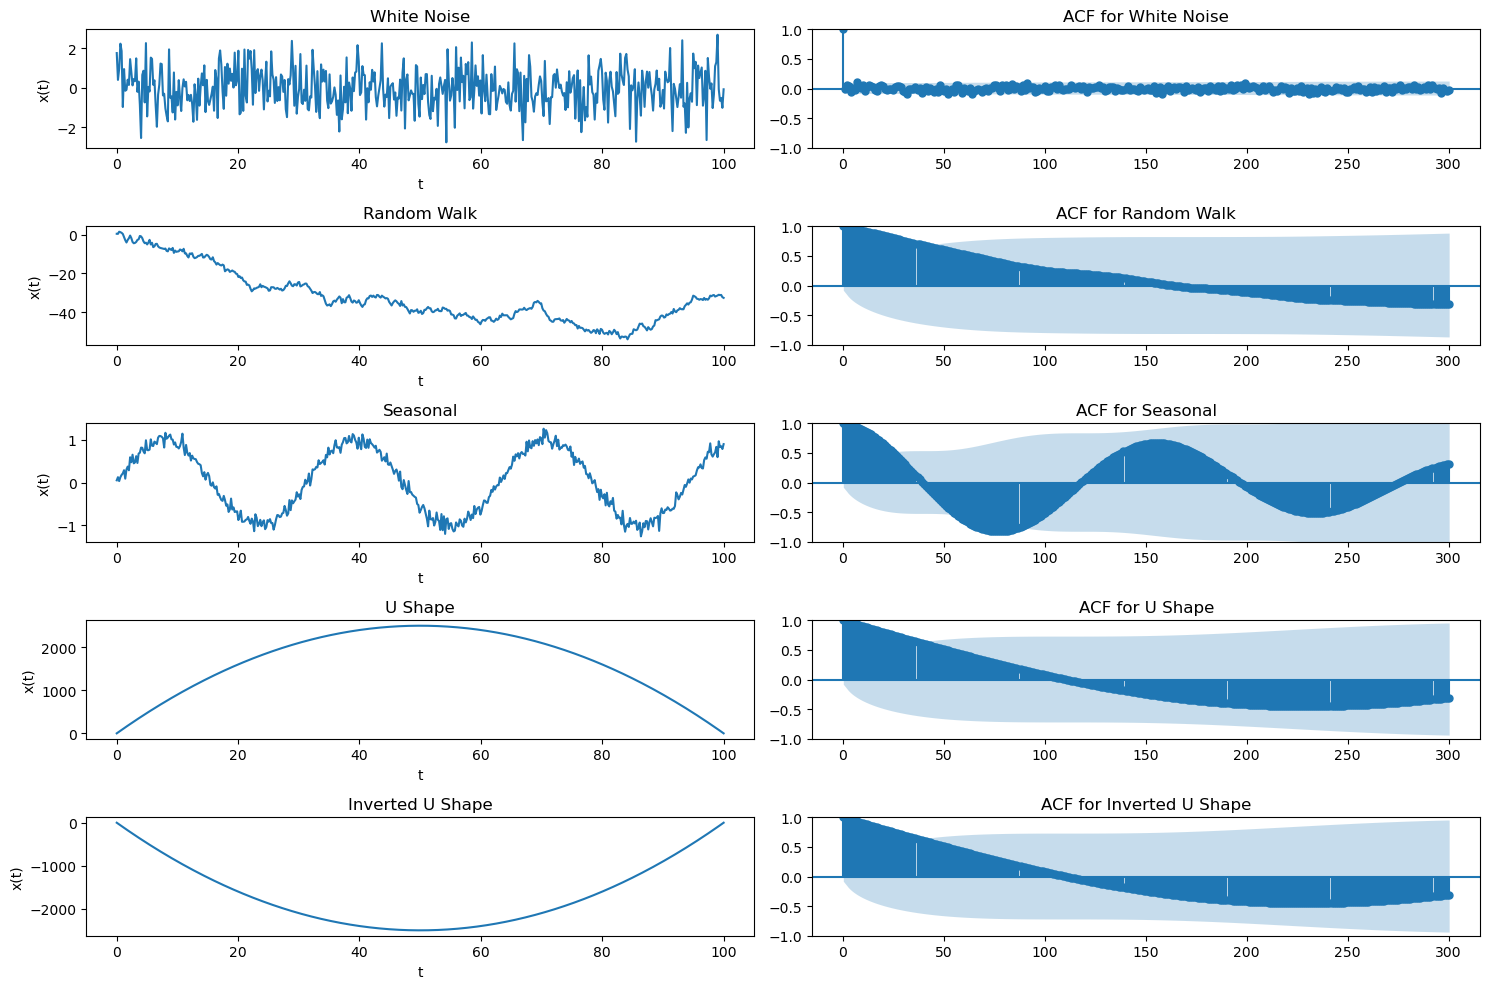 White Noise
x(t)
2
0
−2
0 20 40 60 80 100
t
ACF for White Noise
1.0
0.5
0.0
−0.5
−1.0
0 50 100 150 200 250 300
Random Walk
x(t)
0
−20
−40
0 20 40 60 80 100
t
ACF for Random Walk
1.0
0.5
0.0
−0.5
−1.0
0 50 100 150 200 250 300
Seasonal
x(t)
1
0
−1
0 20 40 60 80 100
t
ACF for Seasonal
1.0
0.5
0.0
−0.5
−1.0
0 50 100 150 200 250 300
U Shape
x(t)
2000
1000
0
0 20 40 60 80 100
t
ACF for U Shape
1.0
0.5
0.0
−0.5
−1.0
0 50 100 150 200 250 300
Inverted U Shape
x(t)
0
−1000
−2000
0 20 40 60 80 100
t
ACF for Inverted U Shape
1.0
0.5
0.0
−0.5
−1.0
0 50 100 150 200 250 300